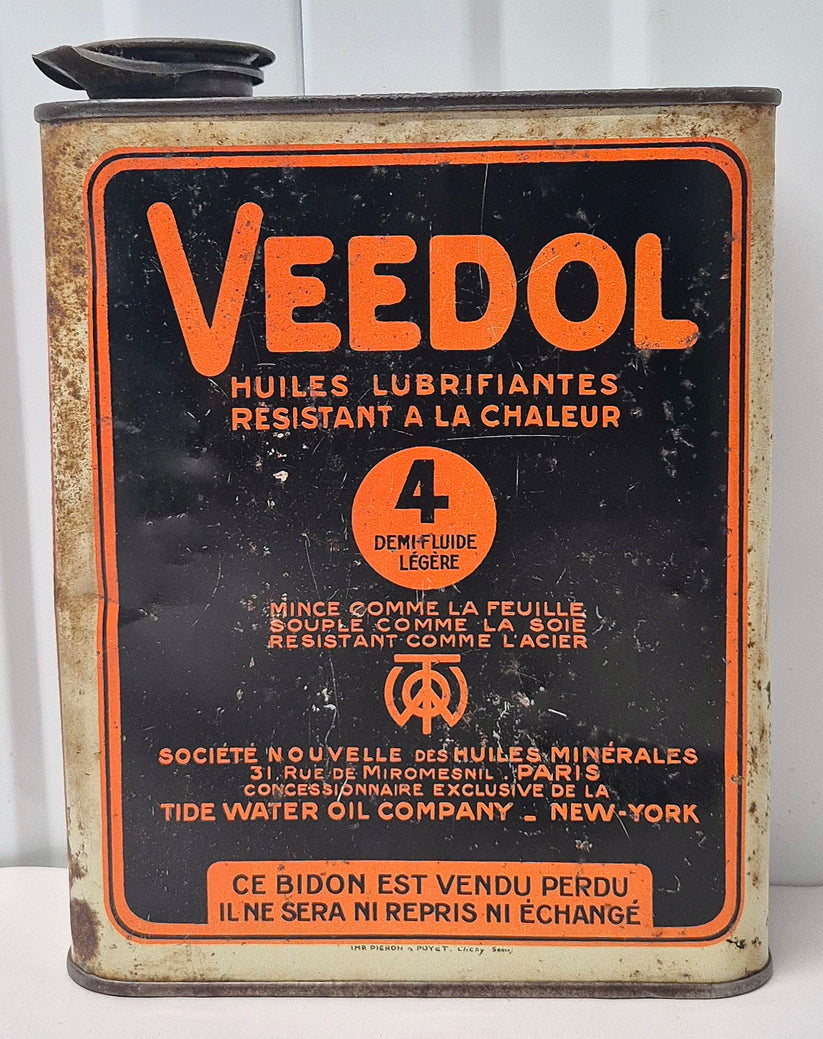 VEEDOL
HUILES LUBRIFIANTES
RÉSISTANT A LA CHALEUR
4
DEMI-FLUIDE
LÉGÈRE
MINCE COMME LA FEUILLE
SOUPLE COMME LA SOIE
RÉSISTANT COMME L'ACIER
SOCIÉTÉ NOUVELLE DES HUILES MINÉRALES
31, RUE DE MIROMESNIL . PARIS
CONCESSIONNAIRE EXCLUSIVE DE LA
TIDE WATER OIL COMPANY - NEW-YORK
CE BIDON EST VENDU PERDU
IL NE SERA NI REPRIS NI ÉCHANGÉ
Clichy